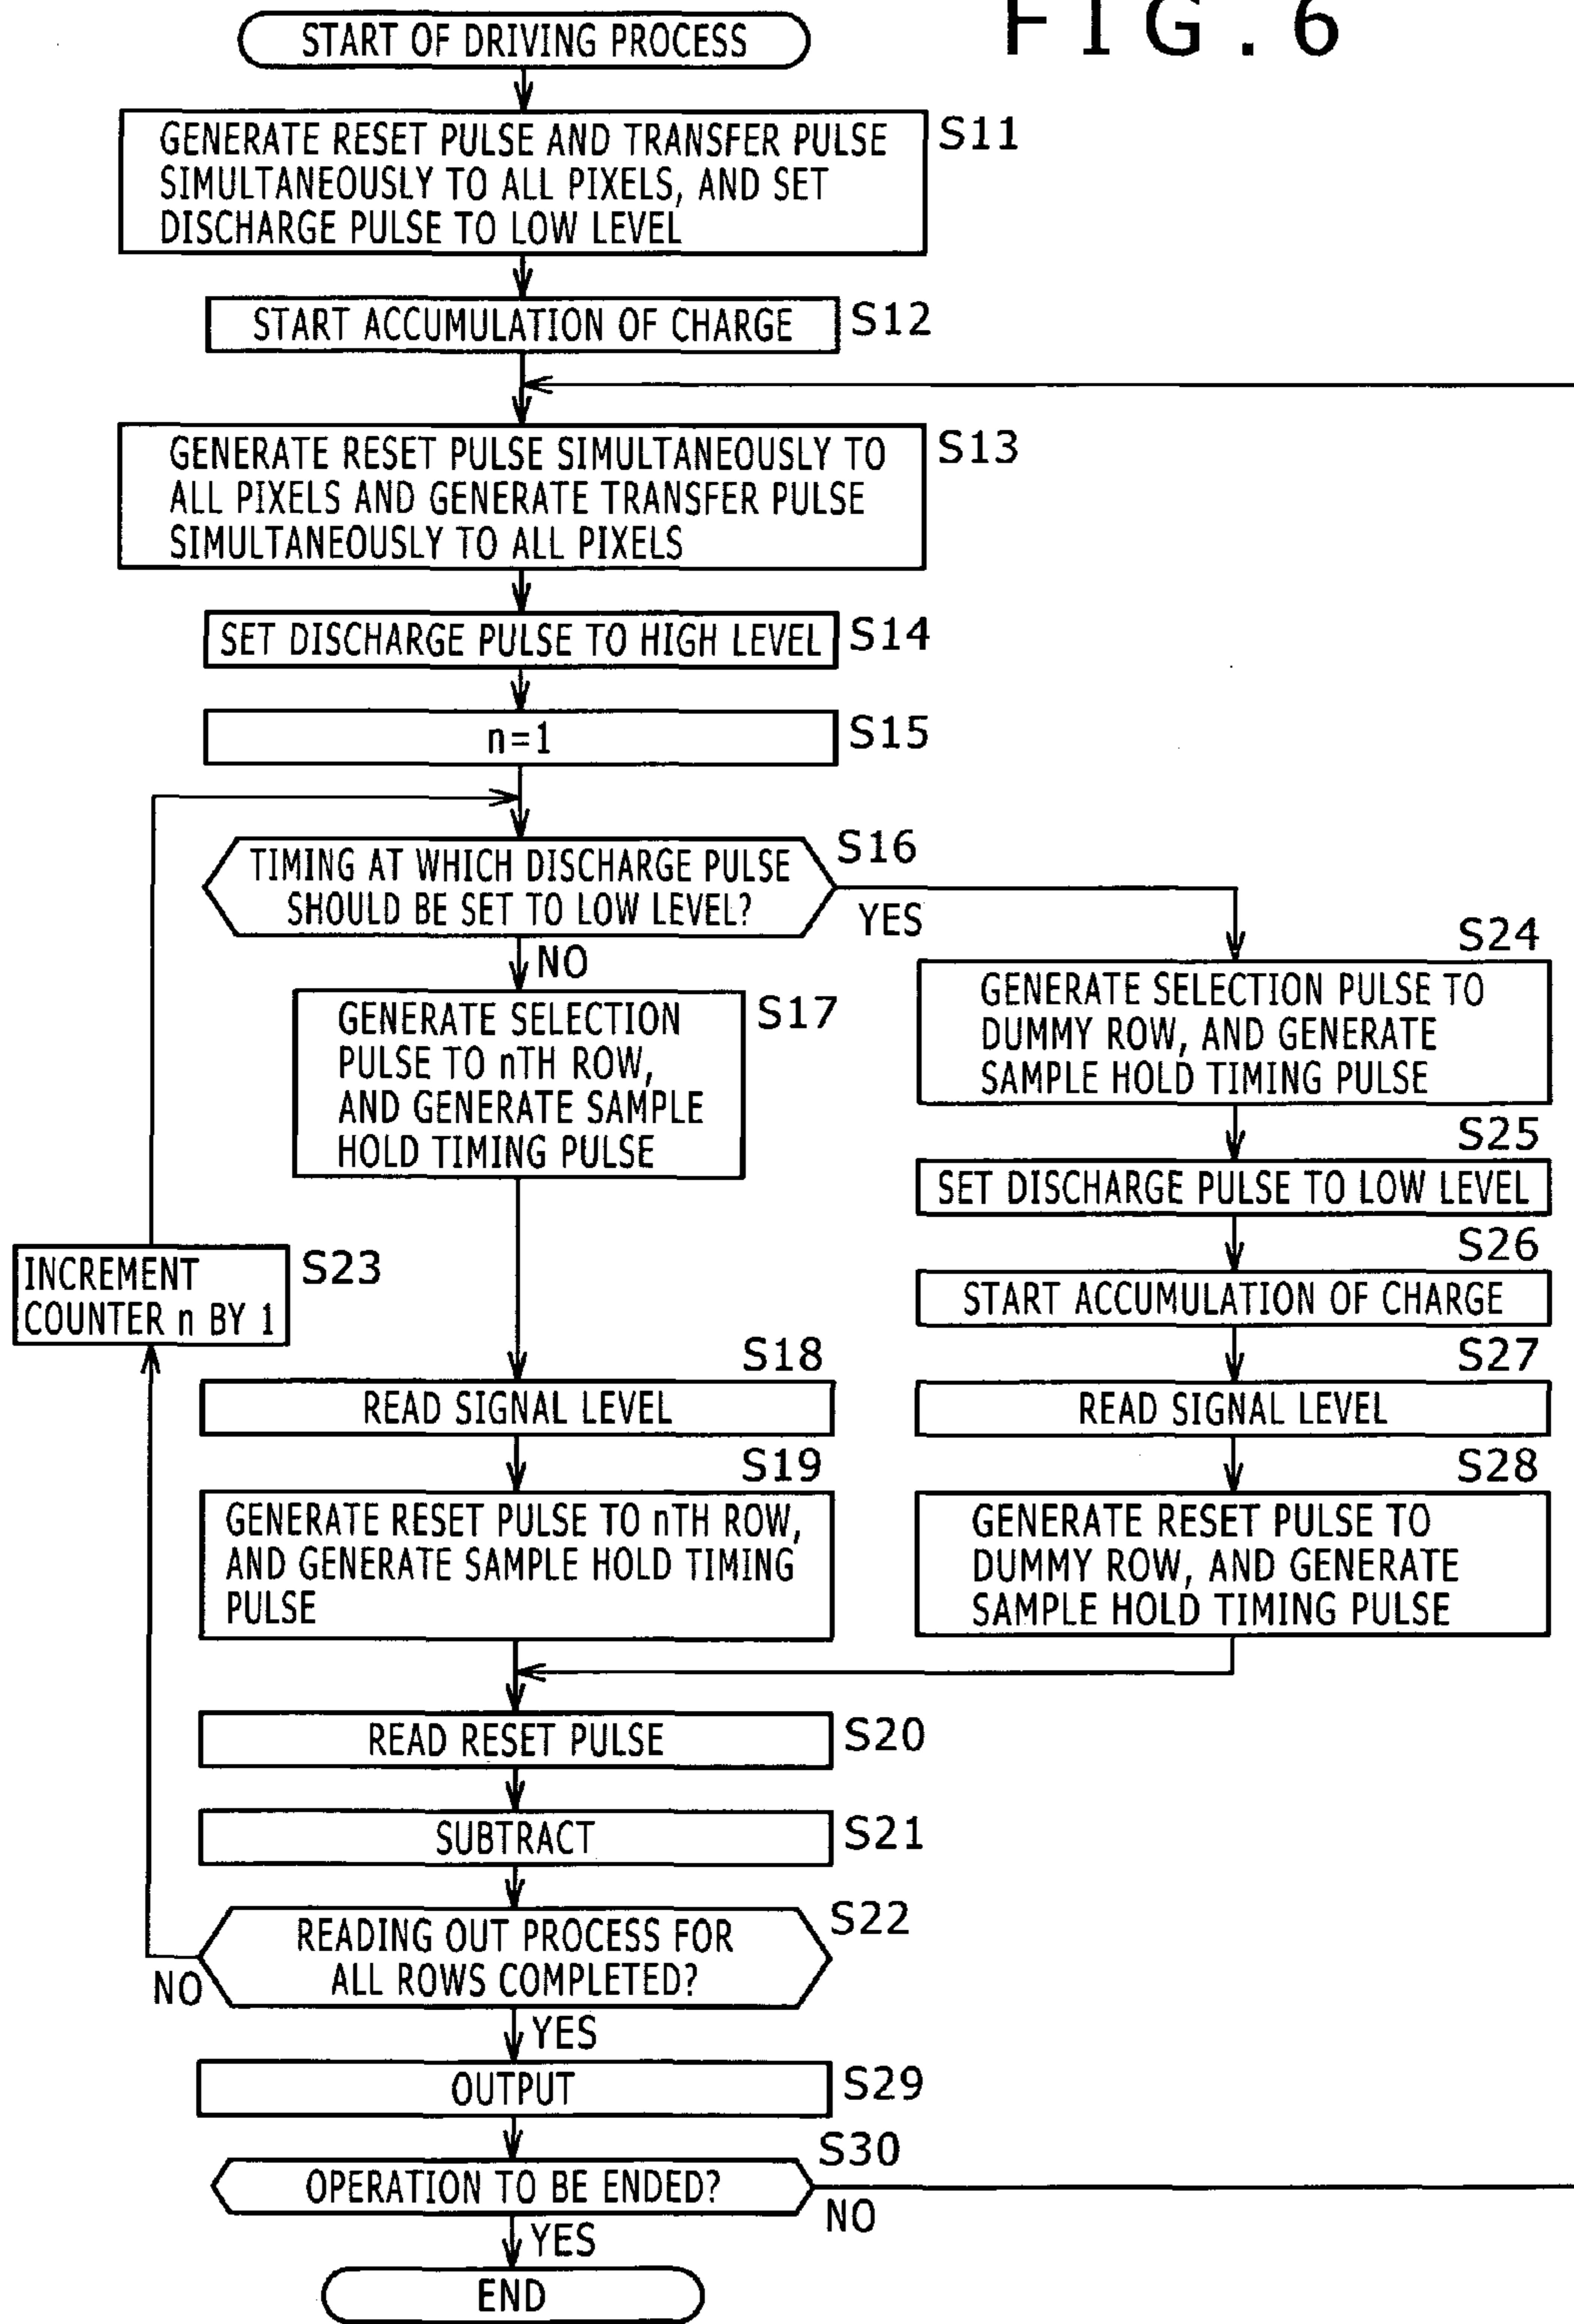 FIG.6
START OF DRIVING PROCESS
GENERATE RESET PULSE AND TRANSFER PULSE
SIMULTANEOUSLY TO ALL PIXELS, AND SET
DISCHARGE PULSE TO LOW LEVEL
S11
START ACCUMULATION OF CHARGE
S12
GENERATE RESET PULSE SIMULTANEOUSLY TO
ALL PIXELS AND GENERATE TRANSFER PULSE
SIMULTANEOUSLY TO ALL PIXELS
S13
SET DISCHARGE PULSE TO HIGH LEVEL
S14
n=1
S15
TIMING AT WHICH DISCHARGE PULSE
SHOULD BE SET TO LOW LEVEL?
S16
YES
NO
GENERATE SELECTION
PULSE TO nTH ROW,
AND GENERATE SAMPLE
HOLD TIMING PULSE
S17
S24
GENERATE SELECTION PULSE TO
DUMMY ROW, AND GENERATE
SAMPLE HOLD TIMING PULSE
S25
SET DISCHARGE PULSE TO LOW LEVEL
S26
START ACCUMULATION OF CHARGE
INCREMENT
COUNTER n BY 1
S23
S18
READ SIGNAL LEVEL
S27
READ SIGNAL LEVEL
S19
GENERATE RESET PULSE TO nTH ROW,
AND GENERATE SAMPLE HOLD TIMING
PULSE
S28
GENERATE RESET PULSE TO
DUMMY ROW, AND GENERATE
SAMPLE HOLD TIMING PULSE
READ RESET PULSE
S20
SUBTRACT
S21
READING OUT PROCESS FOR
ALL ROWS COMPLETED?
S22
NO
YES
OUTPUT
S29
OPERATION TO BE ENDED?
S30
NO
YES
END